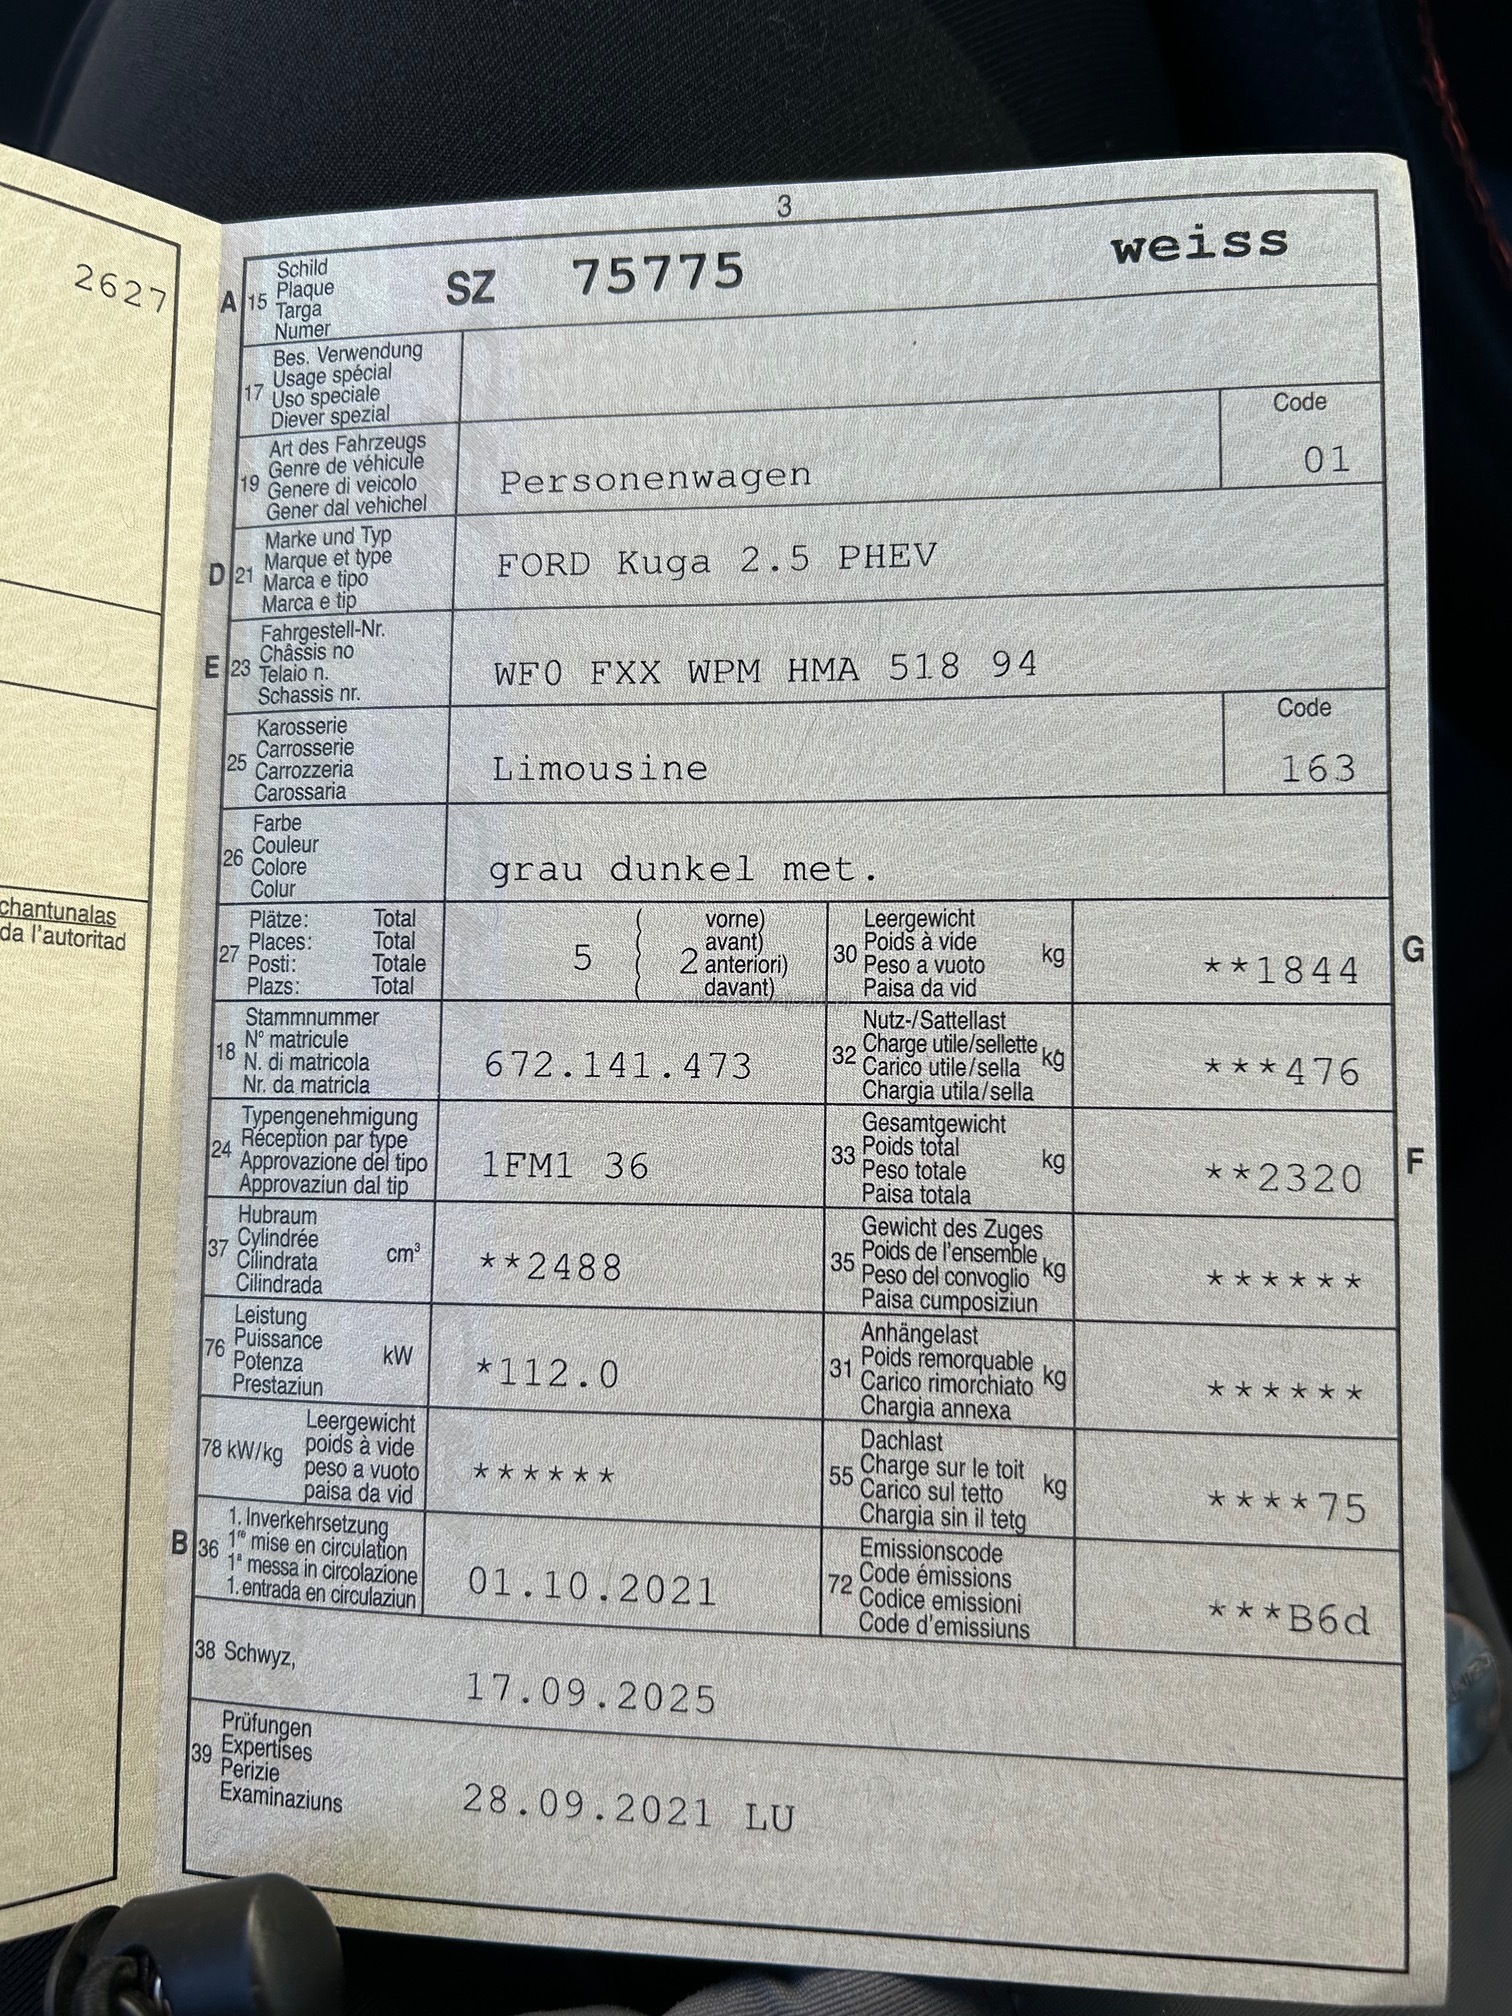 2627
chantunalas
da l'autoritad
3
A 15 Schild
Plaque
Targa
Numer
SZ 75775 weiss
17 Bes. Verwendung
Usage spécial
Uso speciale
Diever spezial
19 Art des Fahrzeugs
Genre de véhicule
Genere di veicolo
Gener dal vehichel
Personenwagen
Code
01
D 21 Marke und Typ
Marque et type
Marca e tipo
Marca e tip
FORD Kuga 2.5 PHEV
E 23 Fahrgestell-Nr.
Châssis no
Telaio n.
Schassis nr.
WF0 FXX WPM HMA 518 94
25 Karosserie
Carrosserie
Carrozzeria
Carossaria
Limousine
Code
163
26 Farbe
Couleur
Colore
Colur
grau dunkel met.
27 Plätze: Total
Places: Total
Posti: Totale
Plazs: Total
5 ( 2 vorne)
avant)
anteriori)
davant)
30 Leergewicht
Poids à vide
Peso a vuoto
Paisa da vid
kg
**1844
G
18 Stammnummer
N° matricule
N. di matricola
Nr. da matricla
672.141.473
32 Nutz-/Sattellast
Charge utile/sellette
Carico utile/sella
Chargia utila/sella
kg
***476
24 Typengenehmigung
Réception par type
Approvazione del tipo
Approvaziun dal tip
1FM1 36
33 Gesamtgewicht
Poids total
Peso totale
Paisa totala
kg
**2320
F
37 Hubraum
Cylindrée
Cilindrata
Cilindrada
cm³
**2488
35 Gewicht des Zuges
Poids de l'ensemble
Peso del convoglio
Paisa cumposiziun
kg
******
76 Leistung
Puissance
Potenza
Prestaziun
kW
*112.0
31 Anhängelast
Poids remorquable
Carico rimorchiato
Chargia annexa
kg
******
78 kW/kg
Leergewicht
poids à vide
peso a vuoto
paisa da vid
******
55 Dachlast
Charge sur le toit
Carico sul tetto
Chargia sin il tetg
kg
****75
B 36 1. Inverkehrsetzung
1re mise en circulation
1a messa in circolazione
1. entrada en circulaziun
01.10.2021
72 Emissionscode
Code émissions
Codice emissioni
Code d'emissiuns
***B6d
38 Schwyz,
17.09.2025
39 Prüfungen
Expertises
Perizie
Examinaziuns
28.09.2021 LU